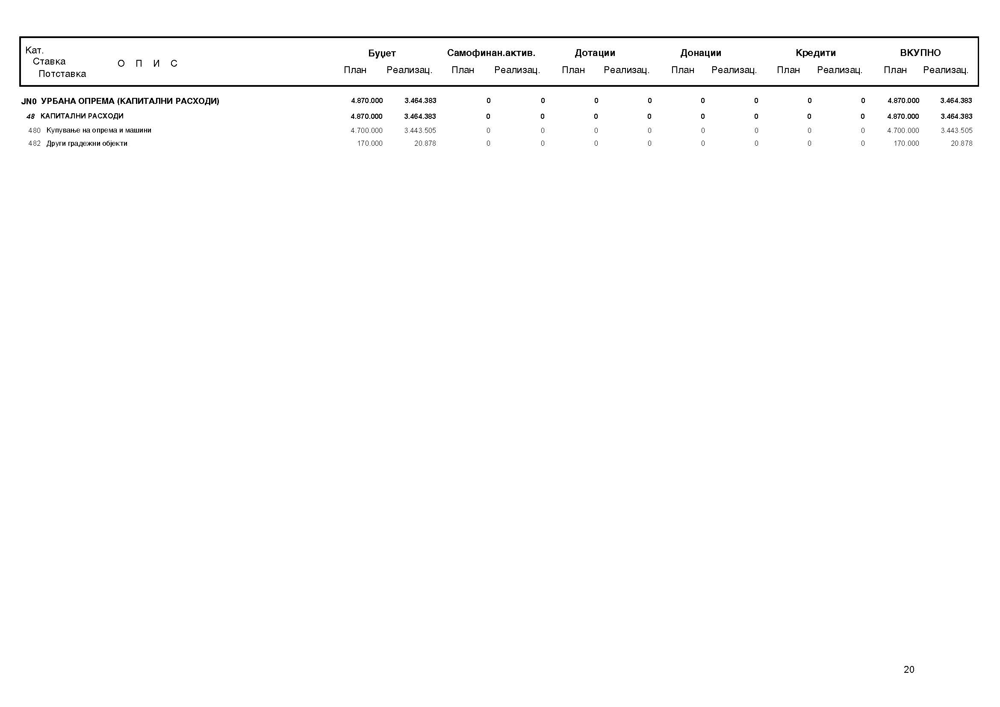 Кат.
Ставка
Потставка
О П И С
Буџет Самофинан.актив. Дотации Донации Кредити ВКУПНО
План Реализац. План Реализац. План Реализац. План Реализац. План Реализац. План Реализац.
JN0 УРБАНА ОПРЕМА (КАПИТАЛНИ РАСХОДИ) 4.870.000 3.464.383 0 0 0 0 0 0 0 0 4.870.000 3.464.383
48 КАПИТАЛНИ РАСХОДИ 4.870.000 3.464.383 0 0 0 0 0 0 0 0 4.870.000 3.464.383
480 Купување на опрема и машини 4.700.000 3.443.505 0 0 0 0 0 0 0 0 4.700.000 3.443.505
482 Други градежни објекти 170.000 20.878 0 0 0 0 0 0 0 0 170.000 20.878
20